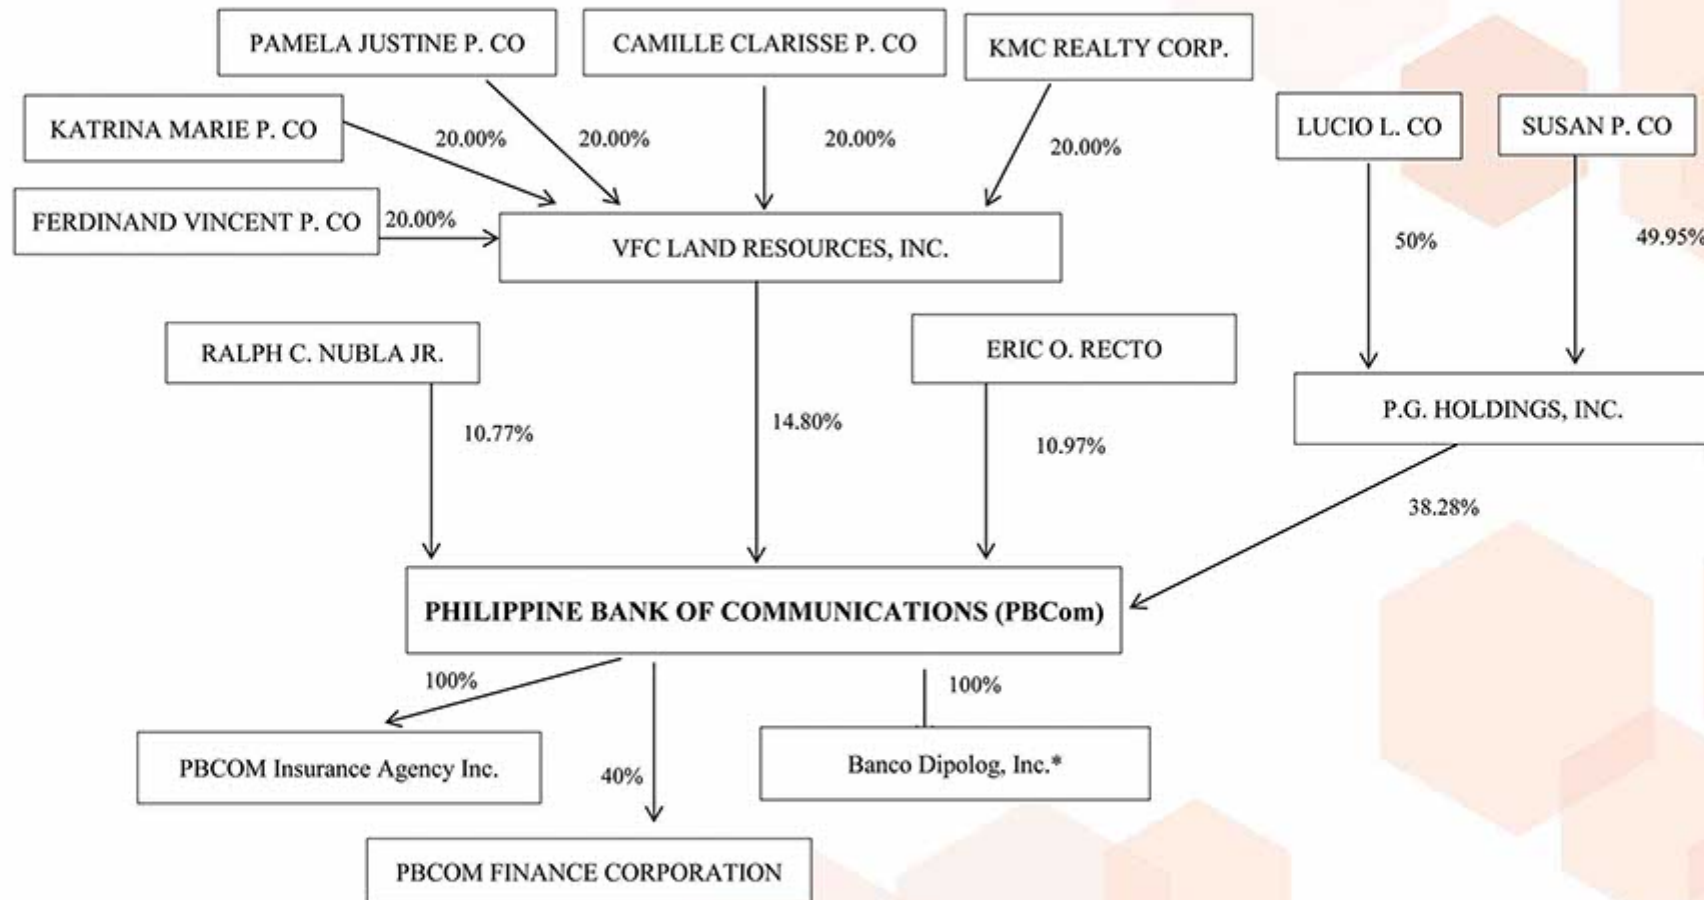 PAMELA JUSTINE P. CO
CAMILLE CLARISSE P. CO
KMC REALTY CORP.
KATRINA MARIE P. CO
LUCIO L. CO
SUSAN P. CO
20.00%
20.00%
20.00%
20.00%
FERDINAND VINCENT P. CO
20.00%
VFC LAND RESOURCES, INC.
50%
49.95%
RALPH C. NUBLA JR.
ERIC O. RECTO
P.G. HOLDINGS, INC.
10.77%
14.80%
10.97%
38.28%
PHILIPPINE BANK OF COMMUNICATIONS (PBCom)
100%
100%
PBCOM Insurance Agency Inc.
40%
Banco Dipolog, Inc.*
PBCOM FINANCE CORPORATION